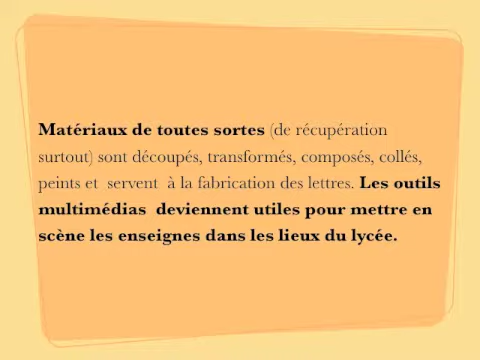 Matériaux de toutes sortes (de récupération
surtout) sont découpés, transformés, composés, collés,
peints et  servent  à la fabrication des lettres. Les outils
multimédias  deviennent utiles pour mettre en
scène les enseignes dans les lieux du lycée.